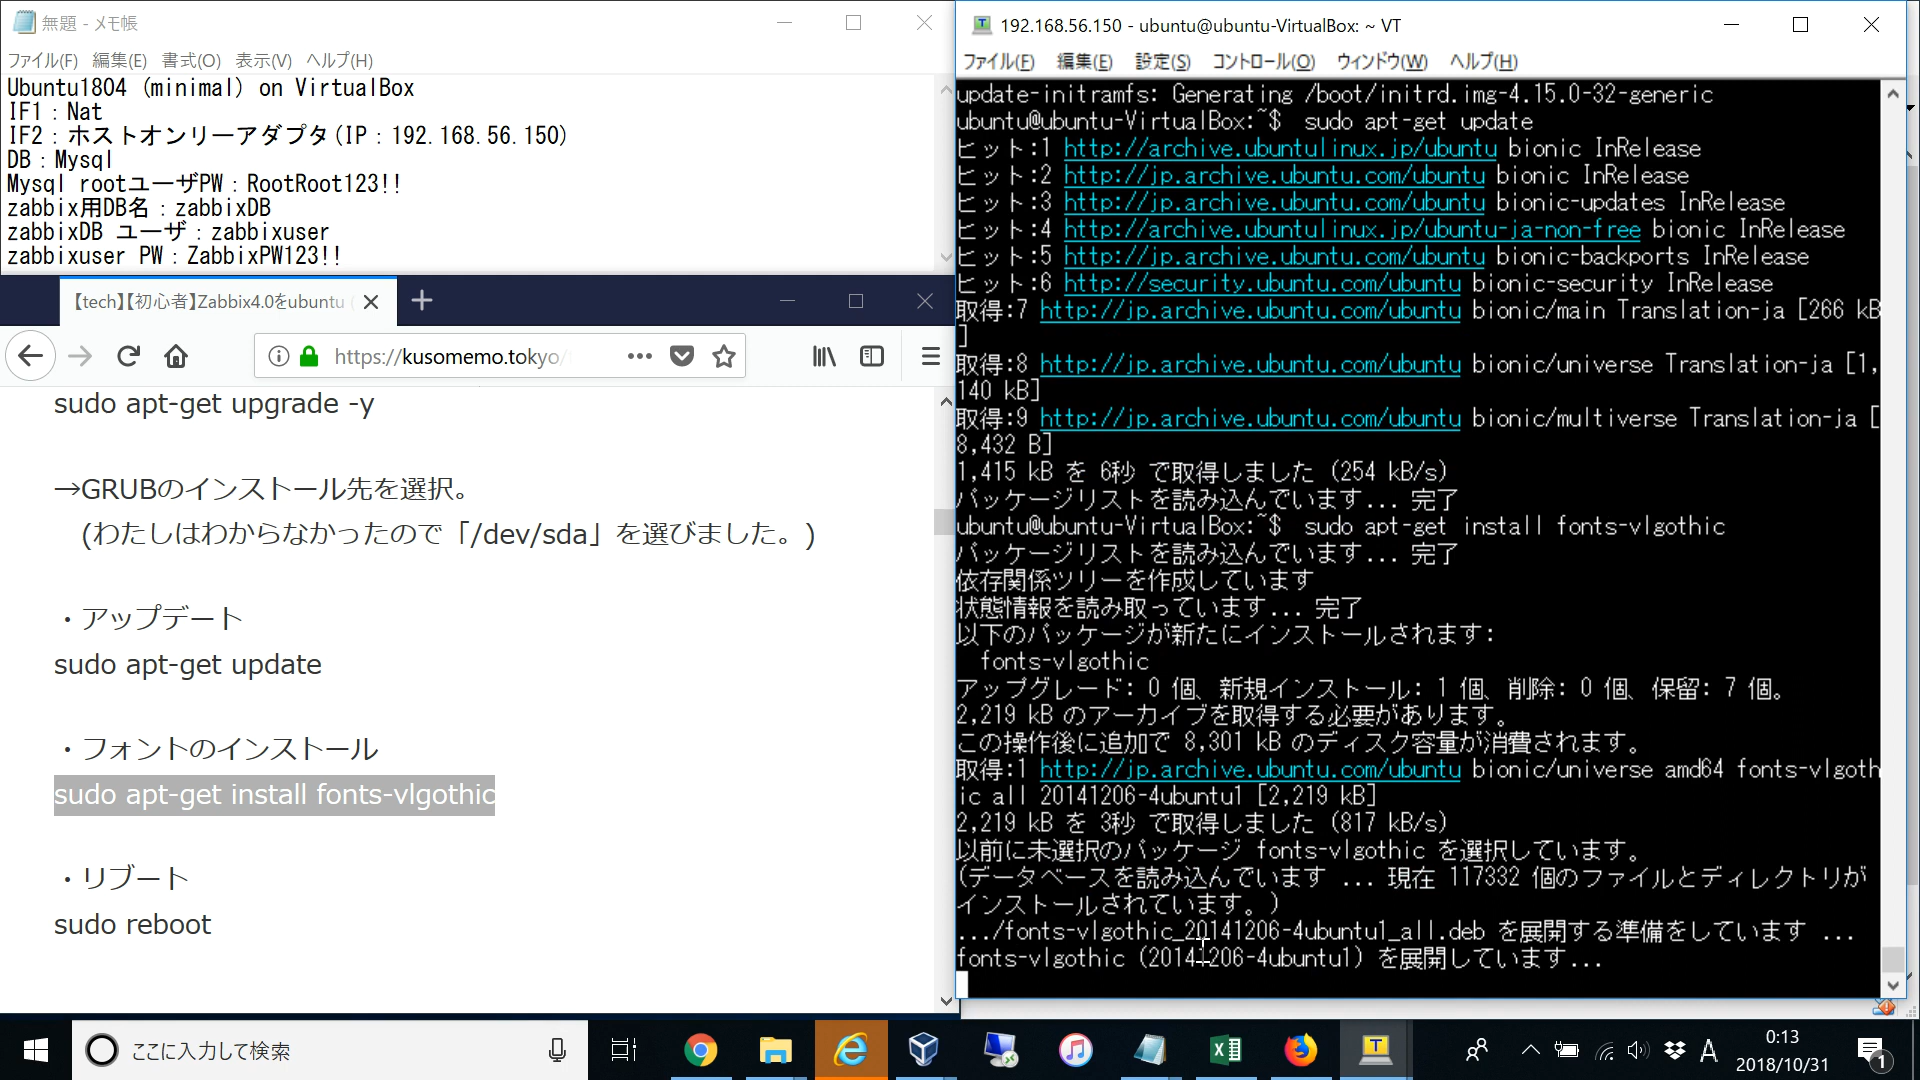 無題 - メモ帳
ファイル(F) 編集(E) 書式(O) 表示(V) ヘルプ(H)
Ubuntu1804 (minimal) on VirtualBox
IF1：Nat
IF2：ホストオンリーアダプタ(IP：192.168.56.150)
DB：Mysql
Mysql rootユーザPW：RootRoot123!!
zabbix用DB名：zabbixDB
zabbixDB ユーザ：zabbixuser
zabbixuser PW：ZabbixPW123!!
【tech】【初心者】Zabbix4.0をubuntu (
https://kusomemo.tokyo/
sudo apt-get upgrade -y
→GRUBのインストール先を選択。
(わたしはわからなかったので「/dev/sda」を選びました。)
・アップデート
sudo apt-get update
・フォントのインストール
sudo apt-get install fonts-vlgothic
・リブート
sudo reboot
192.168.56.150 - ubuntu@ubuntu-VirtualBox: ~ VT
ファイル(F) 編集(E) 設定(S) コントロール(O) ウィンドウ(W) ヘルプ(H)
update-initramfs: Generating /boot/initrd.img-4.15.0-32-generic
ubuntu@ubuntu-VirtualBox:~$  sudo apt-get update
ヒット:1 http://archive.ubuntulinux.jp/ubuntu bionic InRelease
ヒット:2 http://jp.archive.ubuntu.com/ubuntu bionic InRelease
ヒット:3 http://jp.archive.ubuntu.com/ubuntu bionic-updates InRelease
ヒット:4 http://archive.ubuntulinux.jp/ubuntu-ja-non-free bionic InRelease
ヒット:5 http://jp.archive.ubuntu.com/ubuntu bionic-backports InRelease
ヒット:6 http://security.ubuntu.com/ubuntu bionic-security InRelease
取得:7 http://jp.archive.ubuntu.com/ubuntu bionic/main Translation-ja [266 kB
]
取得:8 http://jp.archive.ubuntu.com/ubuntu bionic/universe Translation-ja [1,
140 kB]
取得:9 http://jp.archive.ubuntu.com/ubuntu bionic/multiverse Translation-ja [
8,432 B]
1,415 kB を 6秒 で取得しました (254 kB/s)
パッケージリストを読み込んでいます... 完了
ubuntu@ubuntu-VirtualBox:~$  sudo apt-get install fonts-vlgothic
パッケージリストを読み込んでいます... 完了
依存関係ツリーを作成しています
状態情報を読み取っています... 完了
以下のパッケージが新たにインストールされます:
  fonts-vlgothic
アップグレード: 0 個、新規インストール: 1 個、削除: 0 個、保留: 7 個。
2,219 kB のアーカイブを取得する必要があります。
この操作後に追加で 8,301 kB のディスク容量が消費されます。
取得:1 http://jp.archive.ubuntu.com/ubuntu bionic/universe amd64 fonts-vlgoth
ic all 20141206-4ubuntu1 [2,219 kB]
2,219 kB を 3秒 で取得しました (817 kB/s)
以前に未選択のパッケージ fonts-vlgothic を選択しています。
(データベースを読み込んでいます ... 現在 117332 個のファイルとディレクトリが
インストールされています。)
.../fonts-vlgothic_20141206-4ubuntu1_all.deb を展開する準備をしています ...
fonts-vlgothic (20141206-4ubuntu1) を展開しています...
ここに入力して検索
A
0:13
2018/10/31
1